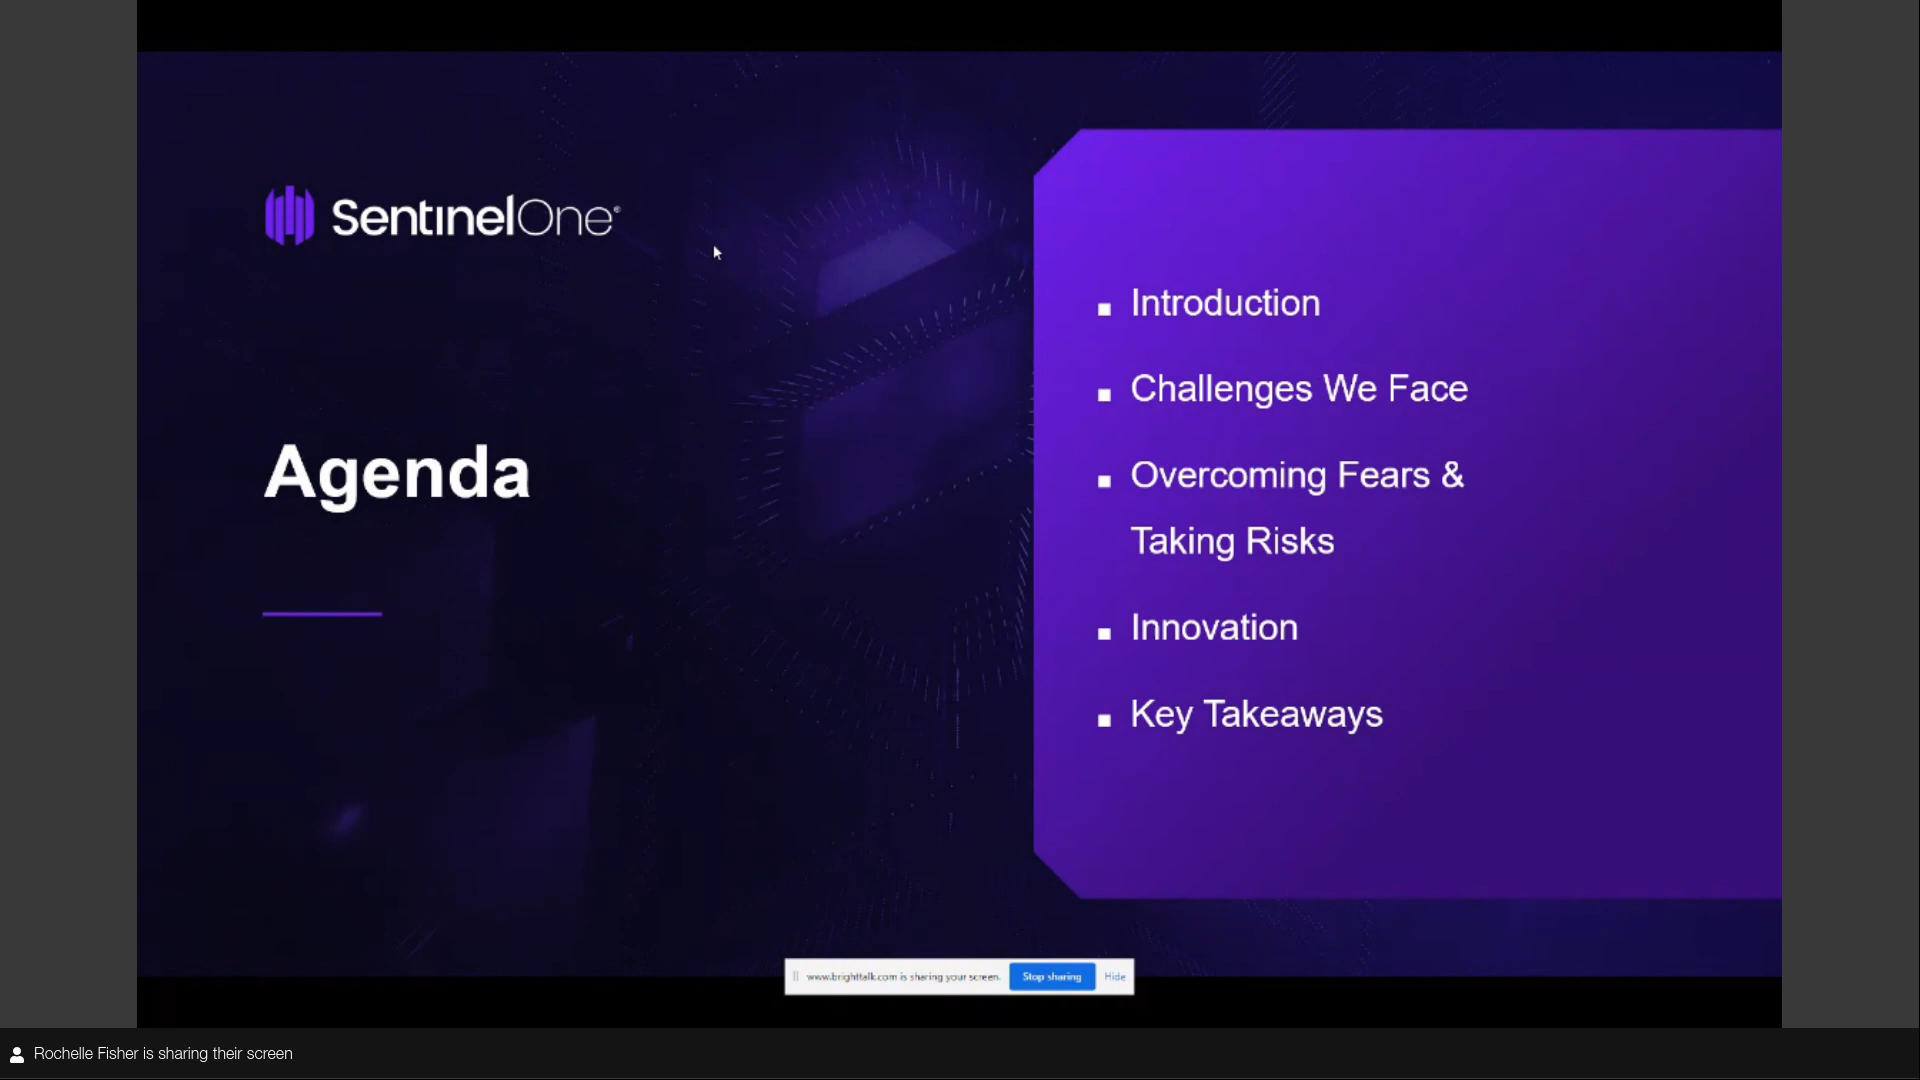 SentinelOne®
Agenda
Introduction
Challenges We Face
Overcoming Fears &
Taking Risks
Innovation
Key Takeaways
www.brighttalk.com is sharing your screen. Stop sharing Hide
Rochelle Fisher is sharing their screen